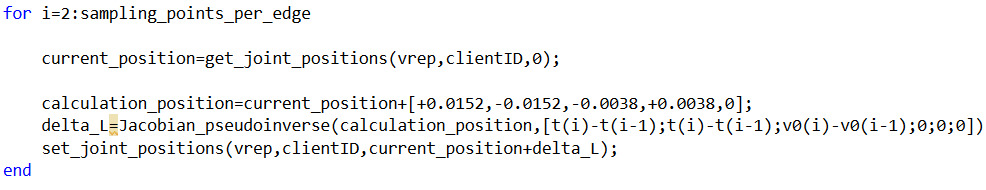 for i=2:sampling_points_per_edge
current_position=get_joint_positions(vrep,clientID,0);
calculation_position=current_position+[+0.0152,-0.0152,-0.0038,+0.0038,0];
delta_L=Jacobian_pseudoinverse(calculation_position,[t(i)-t(i-1);t(i)-t(i-1);v0(i)-v0(i-1);0;0;0])
set_joint_positions(vrep,clientID,current_position+delta_L);
end